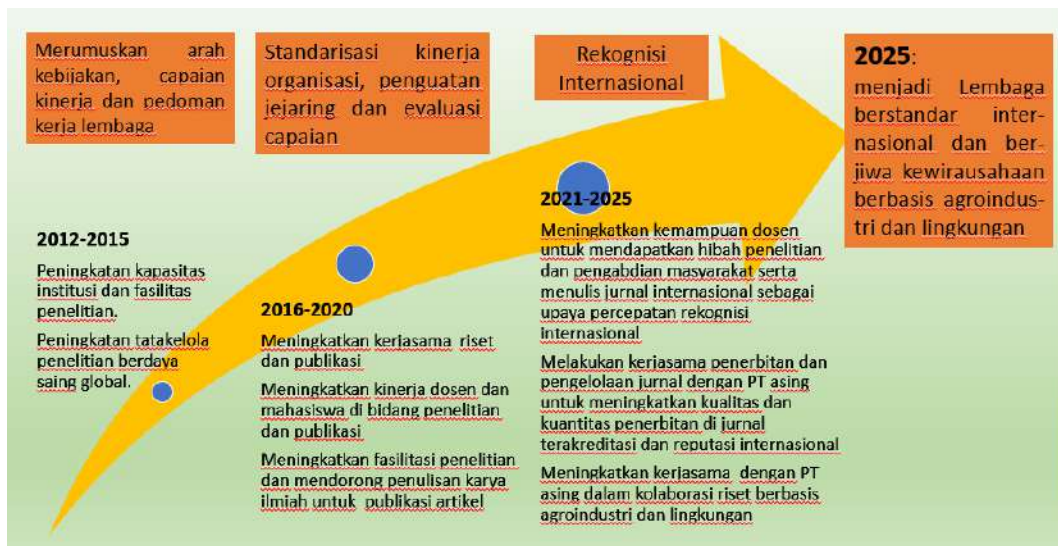 Merumuskan arah
kebijakan, capaian
kinerja dan pedoman
kerja lembaga
Standarisasi kinerja
organisasi, penguatan
jejaring dan evaluasi
capaian
Rekognisi
Internasional
2025:
menjadi Lembaga
berstandar inter-
nasional dan ber-
jiwa kewirausahaan
berbasis agroindus-
tri dan lingkungan
2012-2015
Peningkatan kapasitas
institusi dan fasilitas
penelitian.
Peningkatan tatakelola
penelitian berdaya
saing global.
2016-2020
Meningkatkan kerjasama riset
dan publikasi
Meningkatkan kinerja dosen dan
mahasiswa di bidang penelitian
dan publikasi
Meningkatkan fasilitasi penelitian
dan mendorong penulisan karya
ilmiah untuk publikasi artikel
2021-2025
Meningkatkan kemampuan dosen
untuk mendapatkan hibah penelitian
dan pengabdian masyarakat serta
menulis jurnal internasional sebagai
upaya percepatan rekognisi
internasional
Melakukan kerjasama penerbitan dan
pengelolaan jurnal dengan PT asing
untuk meningkatkan kualitas dan
kuantitas penerbitan di jurnal
terakreditasi dan reputasi internasional
Meningkatkan kerjasama dengan PT
asing dalam kolaborasi riset berbasis
agroindustri dan lingkungan